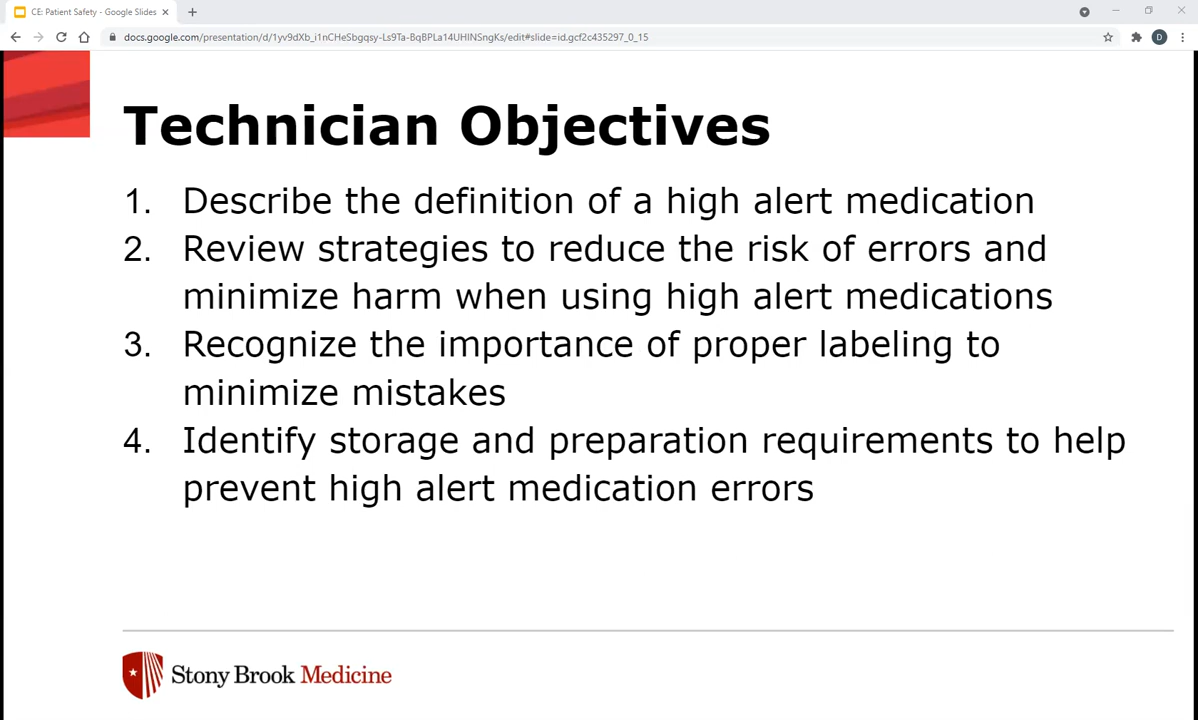 CE: Patient Safety - Google Slides
docs.google.com/presentation/d/1yv9dXb_i1nCHeSbgqsy-Ls9Ta-BqBPLa14UHINSngKs/edit#slide=id.gcf2c435297_0_15
D
Technician Objectives
1. Describe the definition of a high alert medication
2. Review strategies to reduce the risk of errors and
minimize harm when using high alert medications
3. Recognize the importance of proper labeling to
minimize mistakes
4. Identify storage and preparation requirements to help
prevent high alert medication errors
Stony Brook Medicine